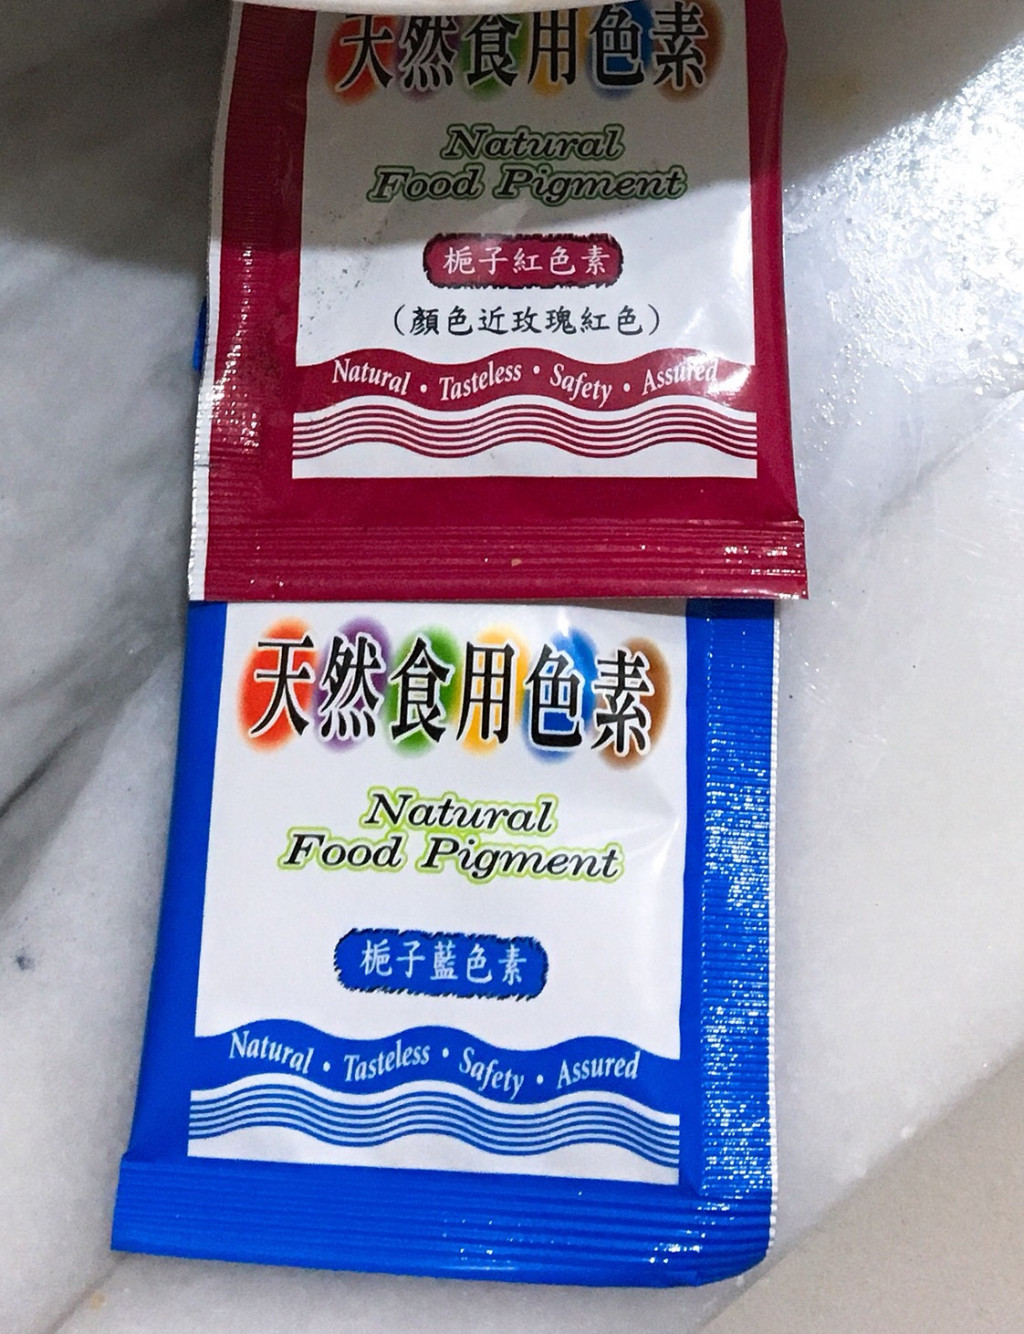 天然食用色素
Natural
Food Pigment
梔子紅色素
(顏色近玫瑰紅色)
Natural • Tasteless • Safety • Assured
天然食用色素
Natural
Food Pigment
梔子藍色素
Natural • Tasteless • Safety • Assured